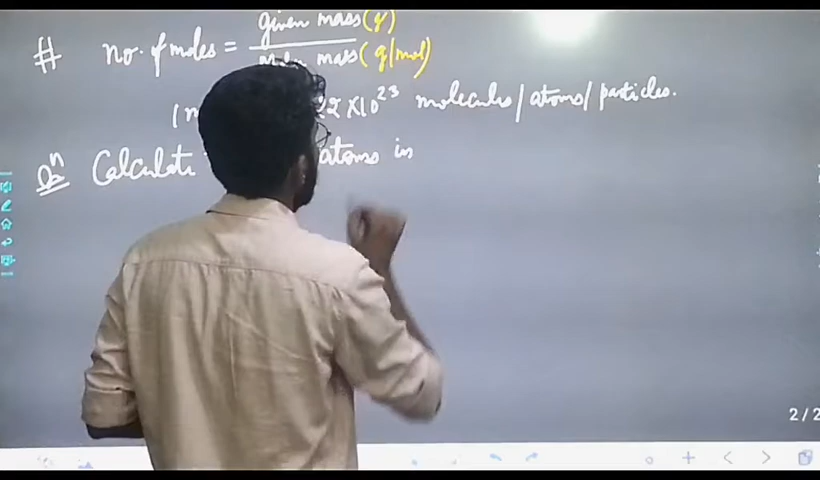 # no. of moles = given mass (g)
mass (g/mol)
22 × 10²³ molecules/atoms/particles.
Qn Calculate atoms in
2/2